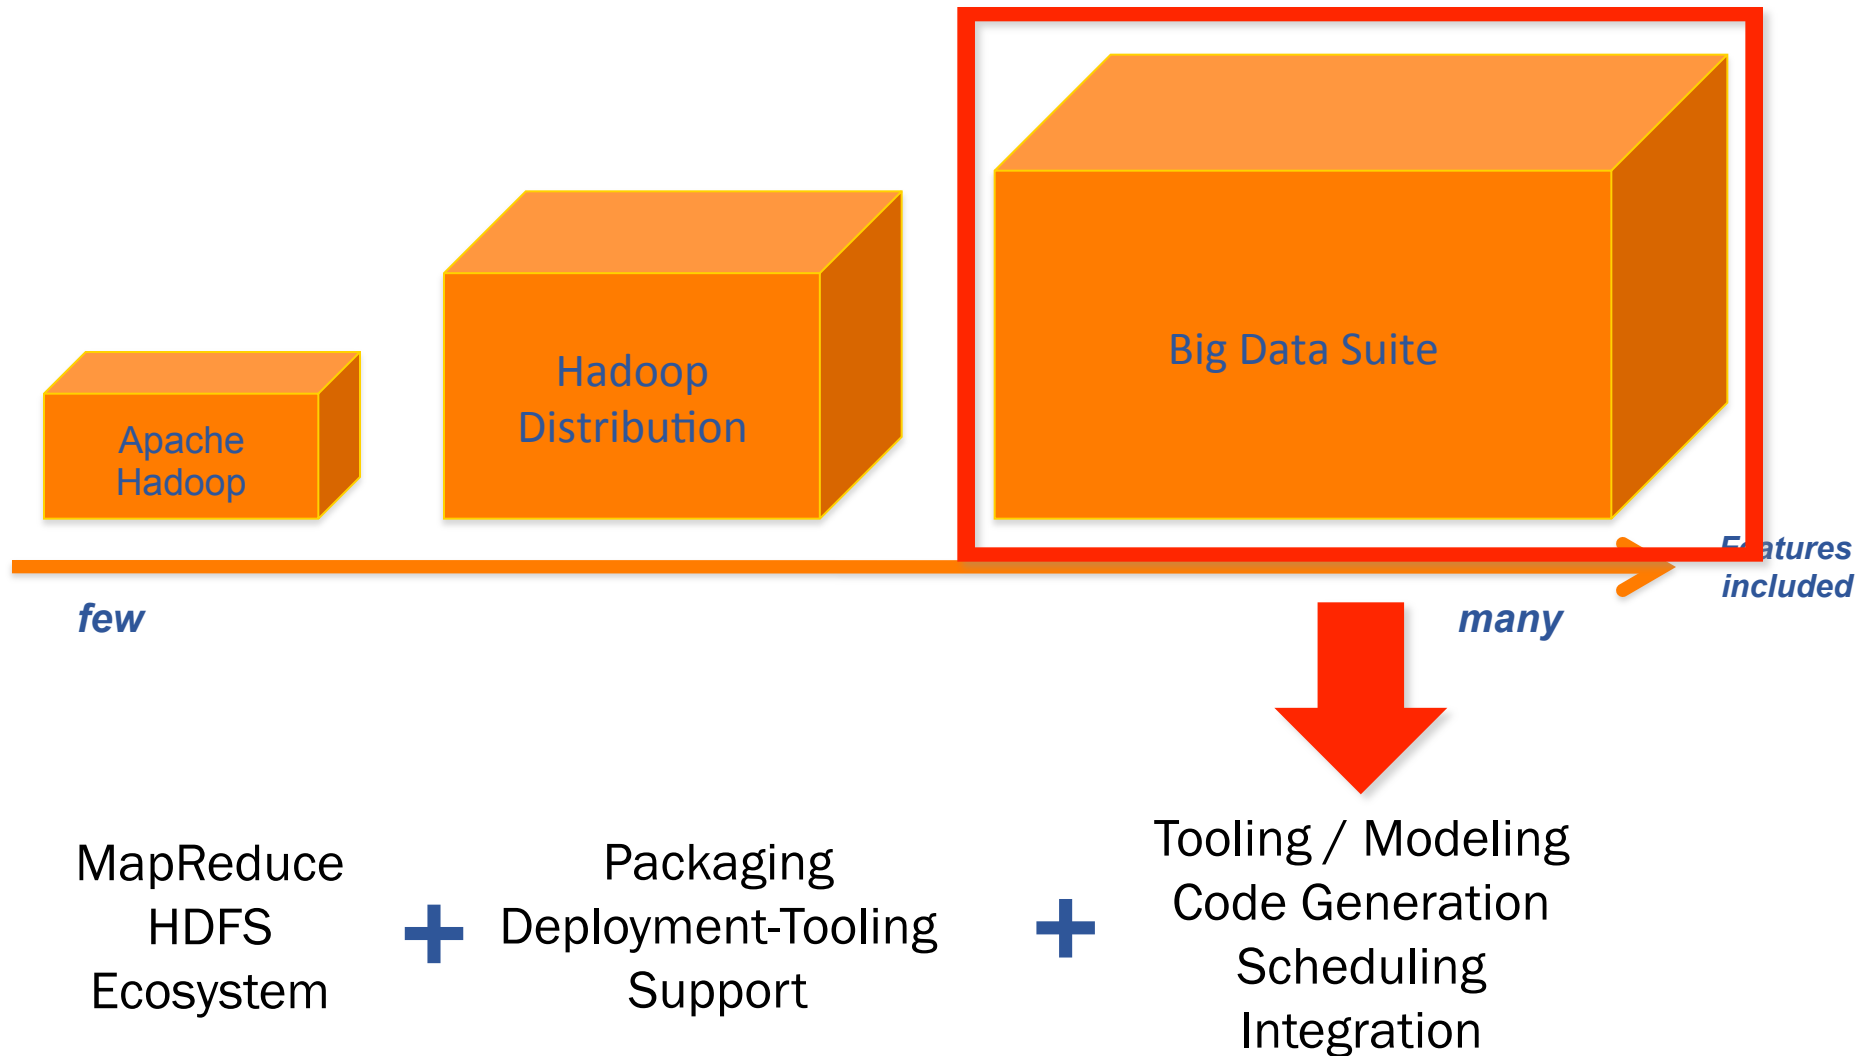 Apache
Hadoop
Hadoop
Distribution
Big Data Suite
Features
included
few
many
MapReduce
HDFS
Ecosystem
+
Packaging
Deployment-Tooling
Support
+
Tooling / Modeling
Code Generation
Scheduling
Integration